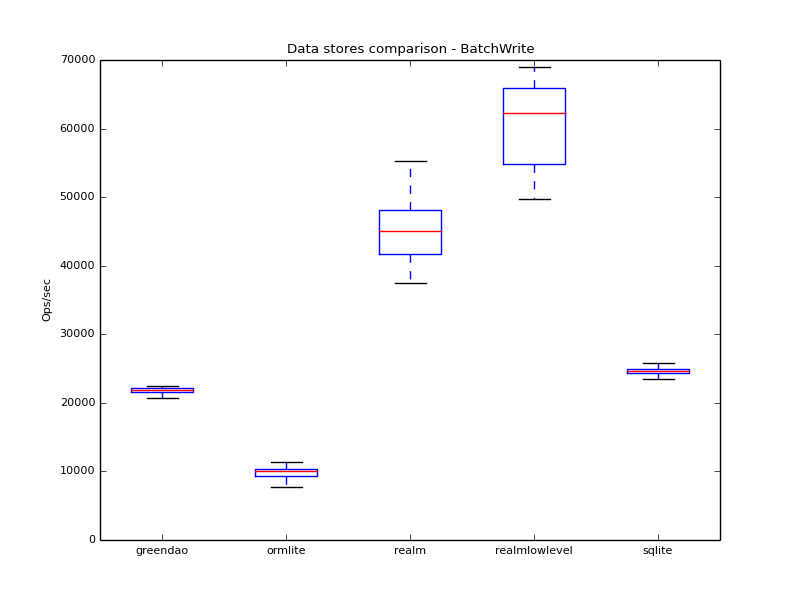 Data stores comparison - BatchWrite
70000
60000
50000
40000
30000
20000
10000
0
Ops/sec
greendao
ormlite
realm
realmlowlevel
sqlite